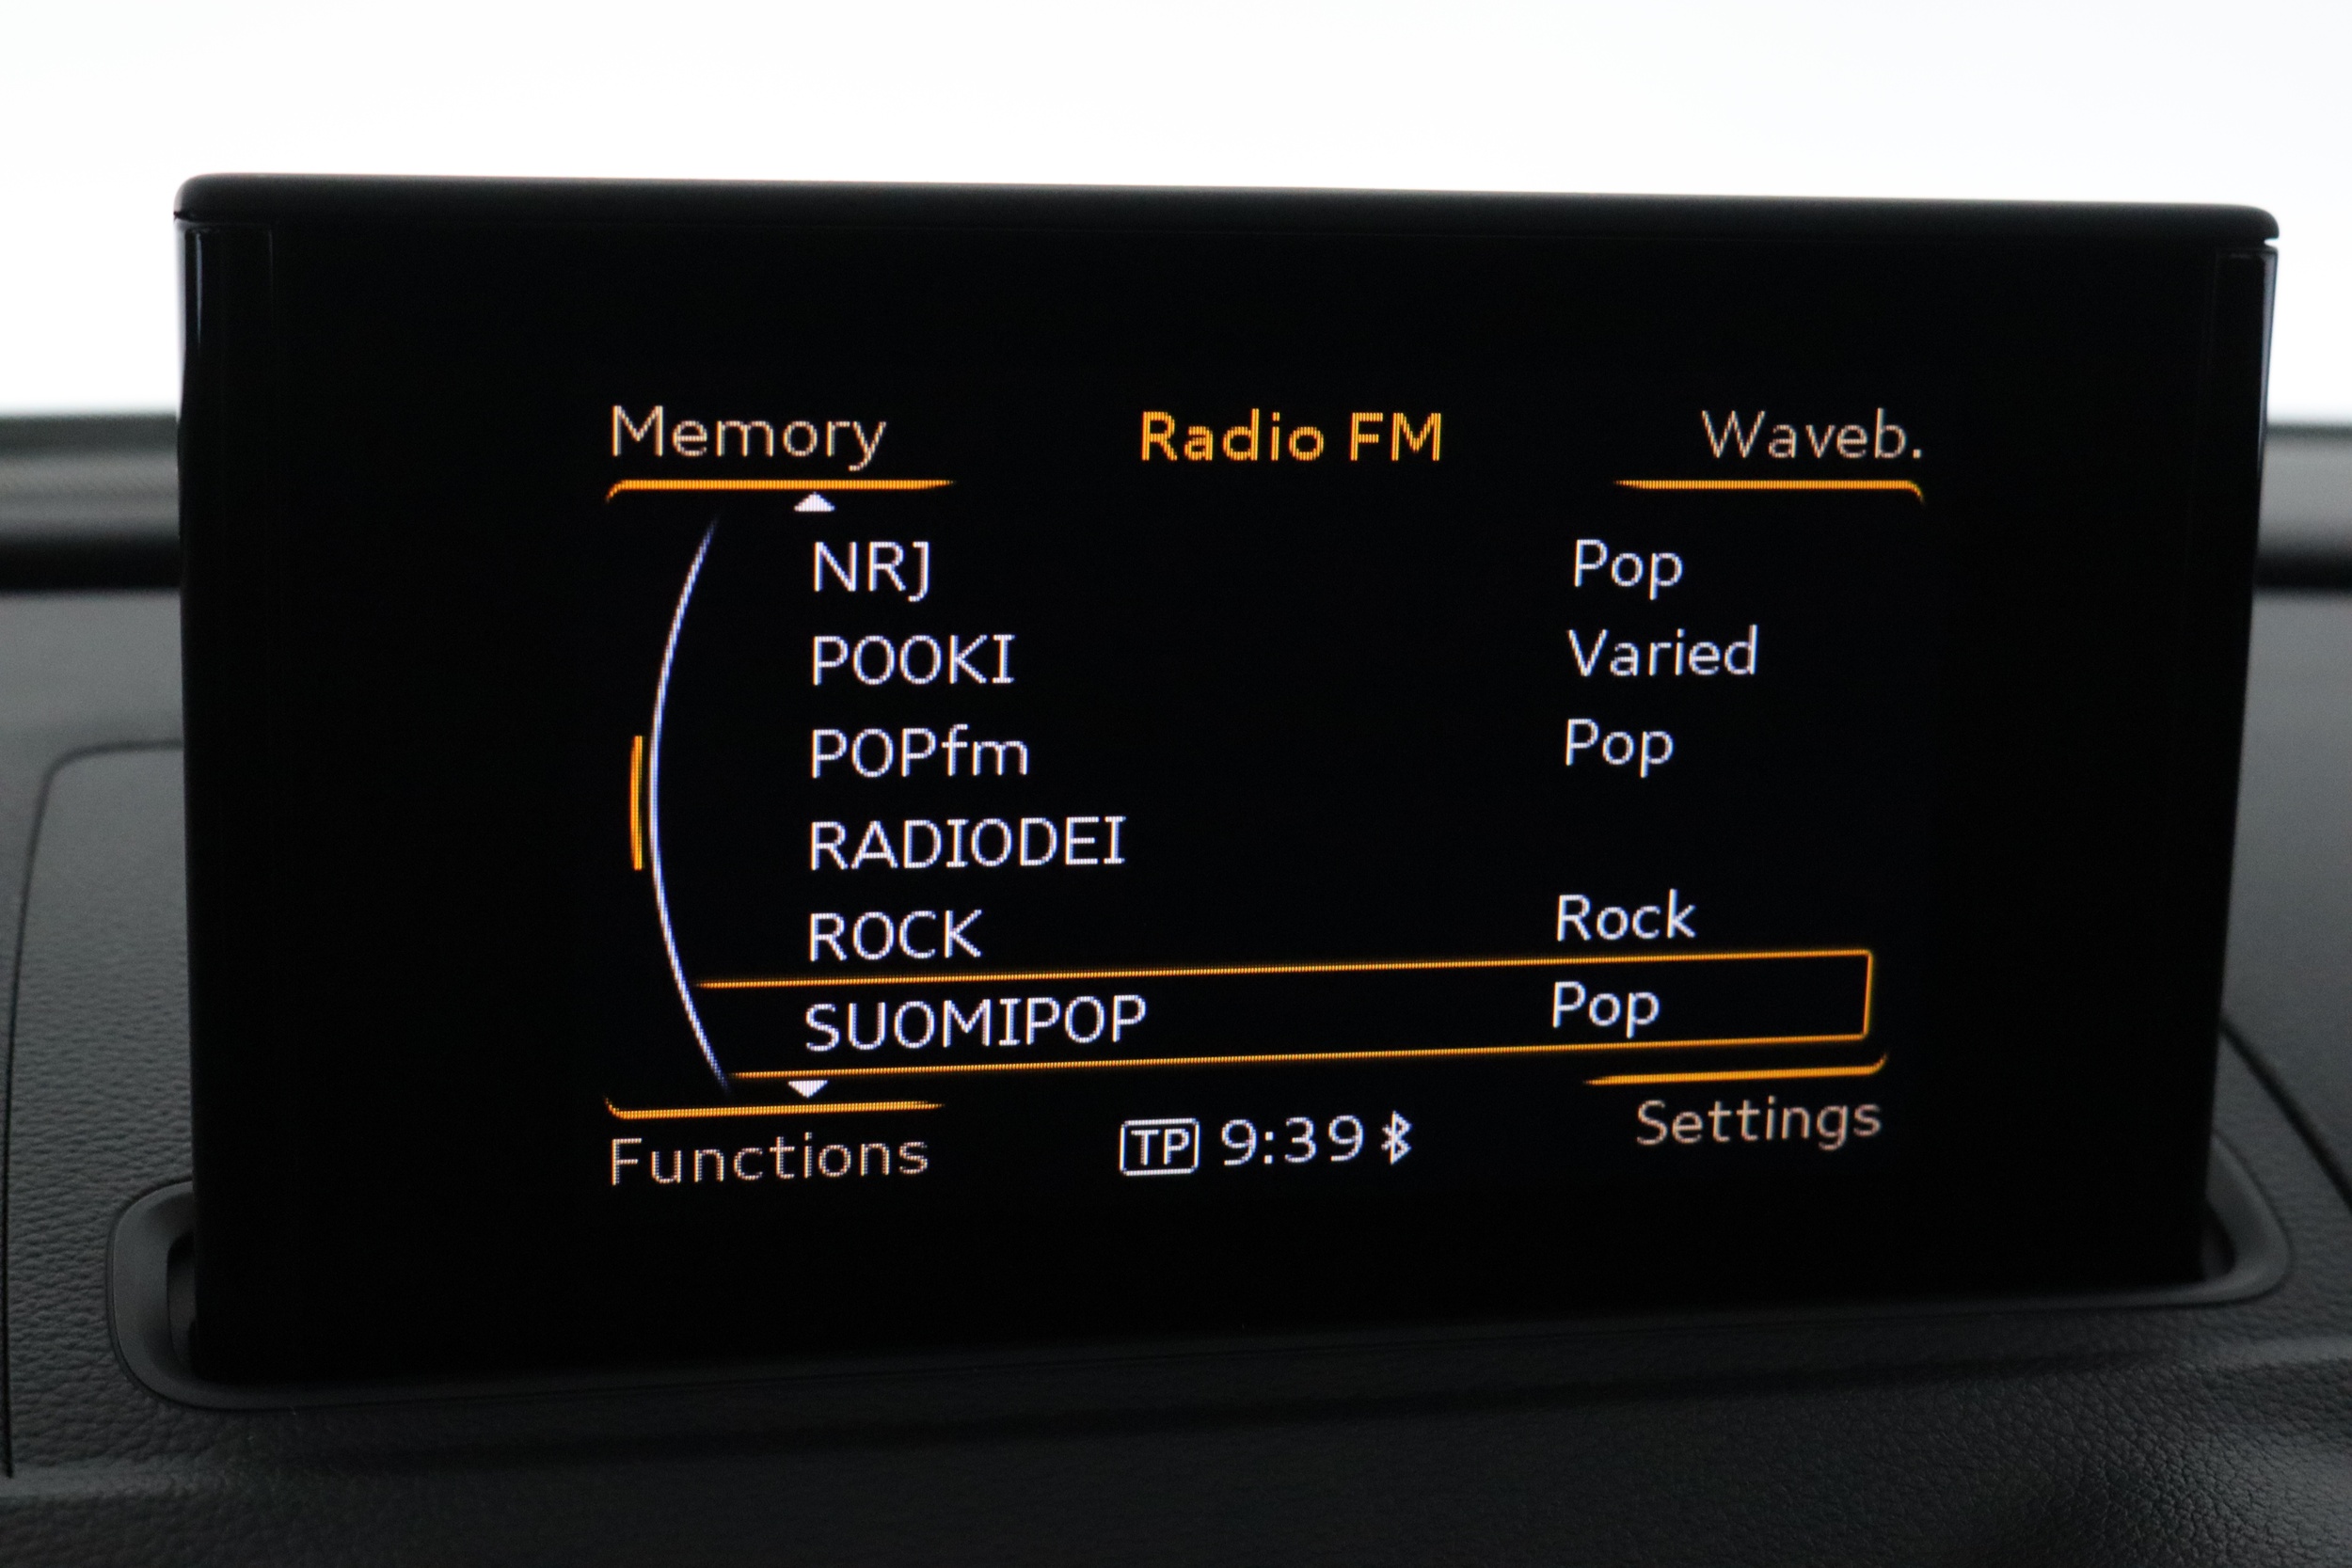 Memory Radio FM Waveb.
NRJ Pop
POOKI Varied
POPfm Pop
RADIODEI
ROCK Rock
SUOMIPOP Pop
Functions TP 9:39 Settings